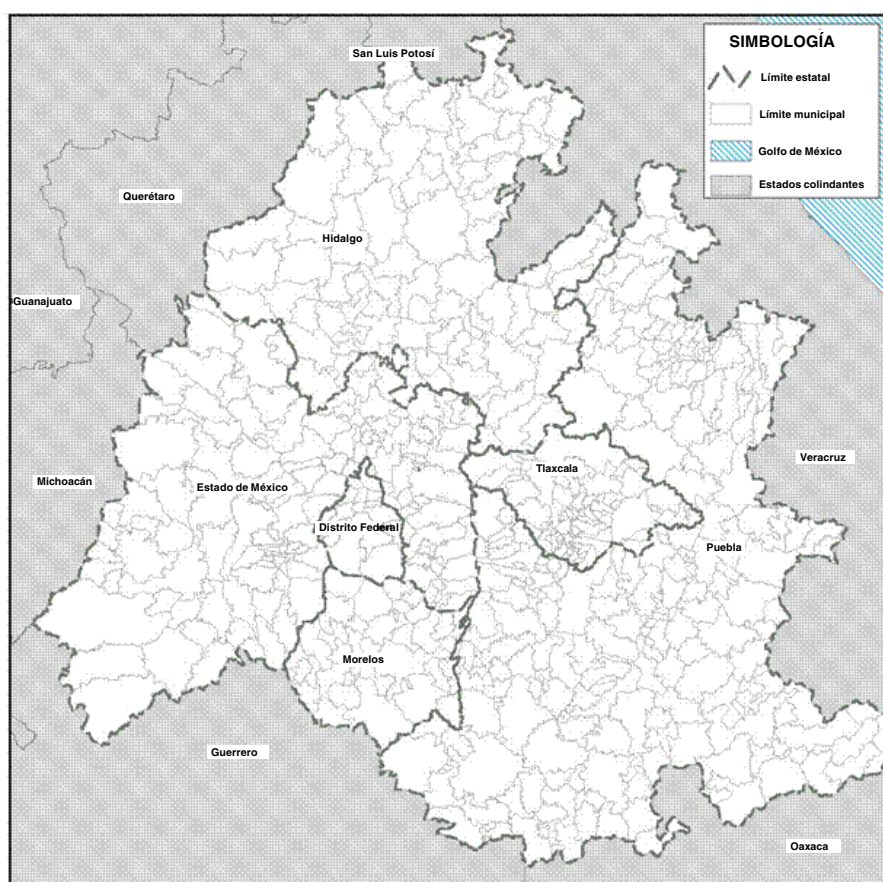 San Luis Potosí
SIMBOLOGÍA
Límite estatal
Límite municipal
Golfo de México
Estados colindantes
Querétaro
Hidalgo
Guanajuato
Michoacán
Estado de México
Tlaxcala
Veracruz
Distrito Federal
Puebla
Morelos
Guerrero
Oaxaca